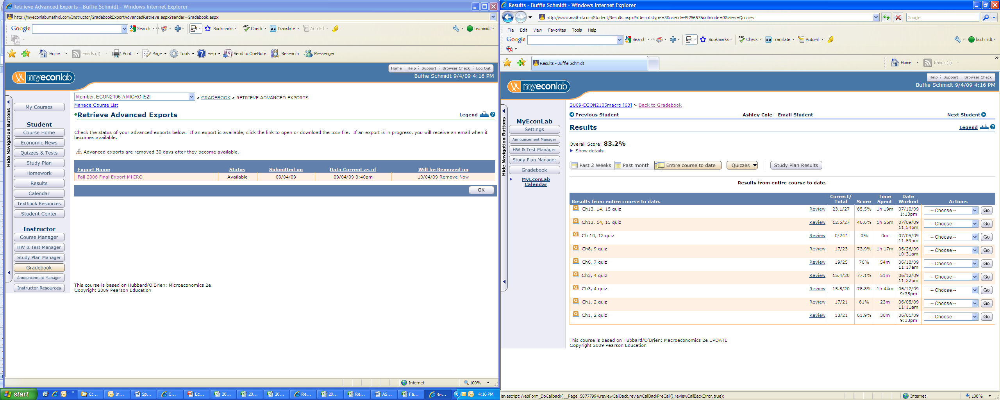 Retrieve Advanced Exports - Buffie Schmidt - Windows Internet Explorer
http://myeconlab.mathxl.com/Instructor/GradebookExportAdvancedRetrieve.aspx?sender=Gradebook.aspx
Google Search Bookmarks Check Translate AutoFill bschmidt
Home Feeds (J) Print Page Tools Help Send to OneNote Research Messenger
Home Help Support Browser Check Log Out
myeconlab
Buffie Schmidt 9/4/09 4:16 PM
Hide Navigation Buttons
My Courses
Student
Course Home
Economic News
Quizzes & Tests
Study Plan
Homework
Results
Calendar
Textbook Resources
Student Center
Instructor
Course Manager
HW & Test Manager
Study Plan Manager
Gradebook
Announcement Manager
Instructor Resources
Member: ECON2106-A MICRO [52] > GRADEBOOK > RETRIEVE ADVANCED EXPORTS
Manage Course List
Retrieve Advanced Exports Legend
Check the status of your advanced exports below. If an export is available, click the link to open or download the .csv file. If an export is in progress, you will receive an email when it
becomes available.
Advanced exports are removed 30 days after they become available.
Export Name Status Submitted on Data Current as of Will be Removed on
Fall 2008 Final Export MICRO Available 09/04/09 09/04/09 3:40pm 10/04/09 Remove Now
OK
This course is based on Hubbard/O'Brien: Microeconomics 2e
Copyright 2009 Pearson Education
Internet 100%
start C:... In... Sp... C... Ec... 20... 20... 20... Re... 20... Re... AS... Fa... Re... 4:16 PM
Results - Buffie Schmidt - Windows Internet Explorer
http://www.mathxl.com/Student/Results.aspx?attemptstype=3&userid=4925657&drillmode=0&view=Quizzes Google
File Edit View Favorites Tools Help
Google Search Bookmarks Check Translate AutoFill bschmidt
Results - Buffie Schmidt Home Feeds (J)
Help Support Browser Check
myeconlab
Buffie Schmidt 9/4/09 4:16 PM
Hide Navigation Buttons
MyEconLab
Settings
Announcement Manager
HW & Test Manager
Study Plan Manager
Gradebook
MyEconLab
Calendar
SU09-ECON2105macro [68] > Back to Gradebook
Previous Student Ashley Cole - Email Student Next Student
Results Legend
Overall Score: 83.2%
Show details
Past 2 Weeks Past month Entire course to date Quizzes Study Plan Results
Results from entire course to date.
Results from entire course to date. Correct/ Total Score Time Spent Date Worked Actions
Ch13, 14, 15 quiz Review 23.1/27 85.5% 1h 19m 07/10/09 1:13pm -- Choose -- Go
Ch13, 14, 15 quiz Review 12.6/27 46.6% 1h 55m 07/09/09 11:54pm -- Choose -- Go
Ch 10, 12 quiz Review 0/24* 0% 0m 07/05/09 11:59pm -- Choose -- Go
Ch8, 9 quiz Review 17/23 73.9% 1h 17m 06/26/09 10:31am -- Choose -- Go
Ch6, 7 quiz Review 19/25 76% 54m 06/18/09 11:17am -- Choose -- Go
Ch3, 4 quiz Review 15.4/20 77.1% 51m 06/12/09 11:22pm -- Choose -- Go
Ch3, 4 quiz Review 15.8/20 78.8% 1h 44m 06/12/09 9:35pm -- Choose -- Go
Ch1, 2 quiz Review 17/21 81% 23m 06/05/09 11:11am -- Choose -- Go
Ch1, 2 quiz Review 13/21 61.9% 30m 06/01/09 9:33pm -- Choose -- Go
This course is based on Hubbard/O'Brien: Macroeconomics 2e UPDATE
Copyright 2009 Pearson Education
javascript:WebForm_DoCallback('__Page',58777994,reviewCallBack,reviewCallBackPreCall(),reviewCallBackError,true); Internet 100%